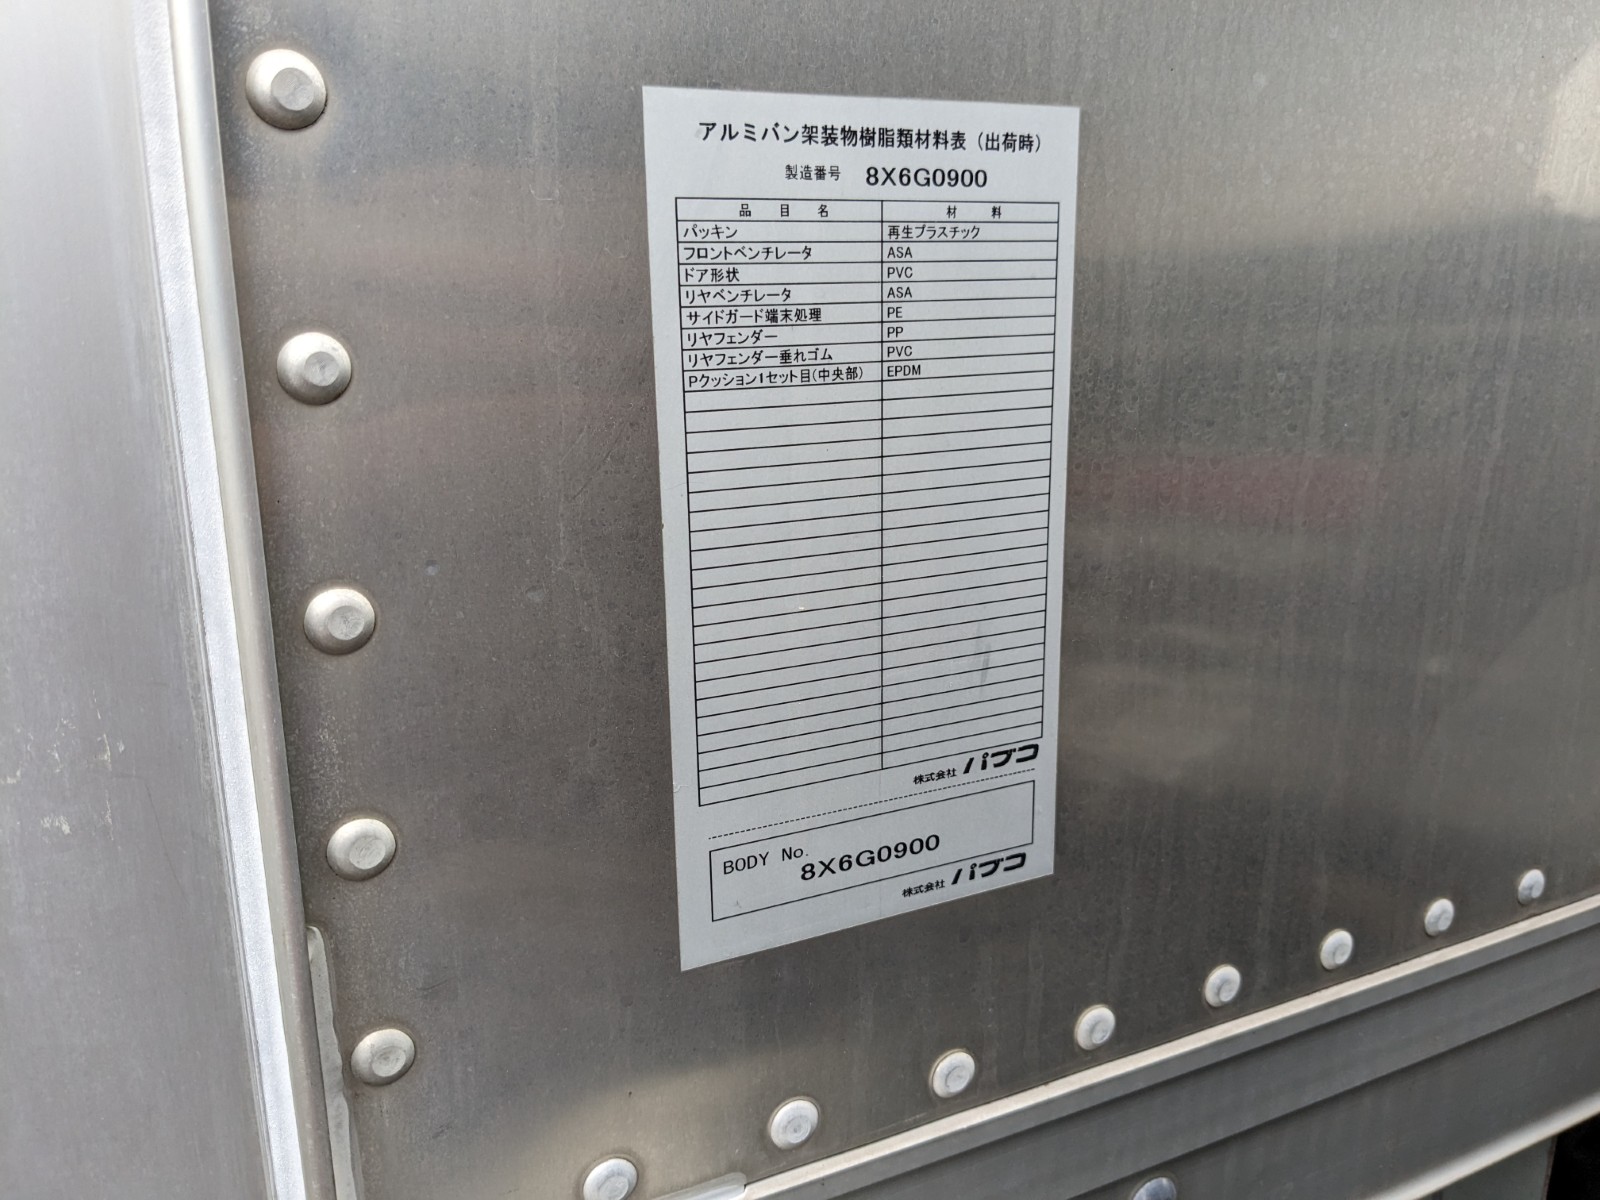 アルミバン架装物樹脂類材料表（出荷時）
製造番号 8X6G0900
品目名 材料
パッキン 再生プラスチック
フロントベンチレータ ASA
ドア形状 PVC
リヤベンチレータ ASA
サイドガード端末処理 PE
リヤフェンダー PP
リヤフェンダー垂れゴム PVC
Pクッション1セット目(中央部) EPDM
株式会社 パブコ
BODY No.
8X6G0900
株式会社 パブコ